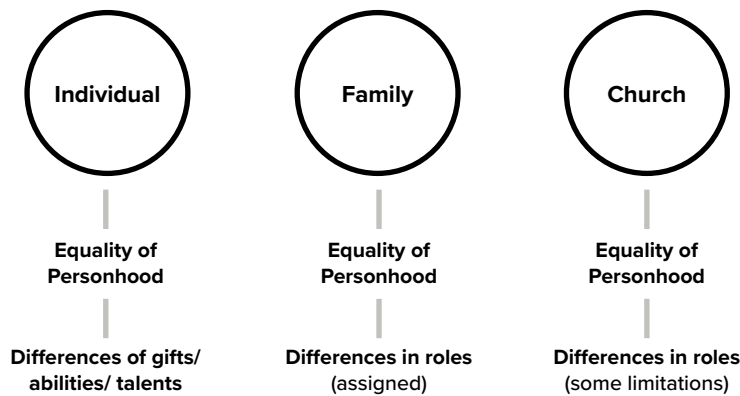 Individual
Family
Church
Equality of
Personhood
Equality of
Personhood
Equality of
Personhood
Differences of gifts/
abilities/ talents
Differences in roles
(assigned)
Differences in roles
(some limitations)